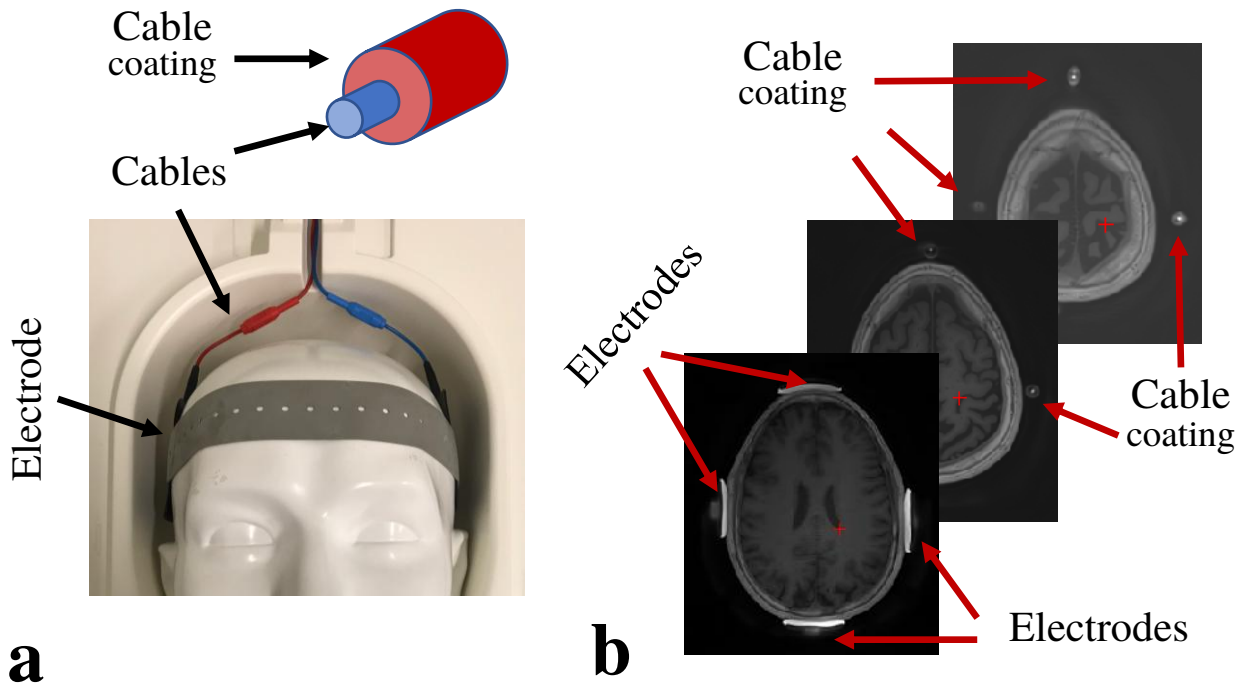 Cable
coating
Cables
Electrode
a
Cable
coating
Electrodes
Cable
coating
Electrodes
b